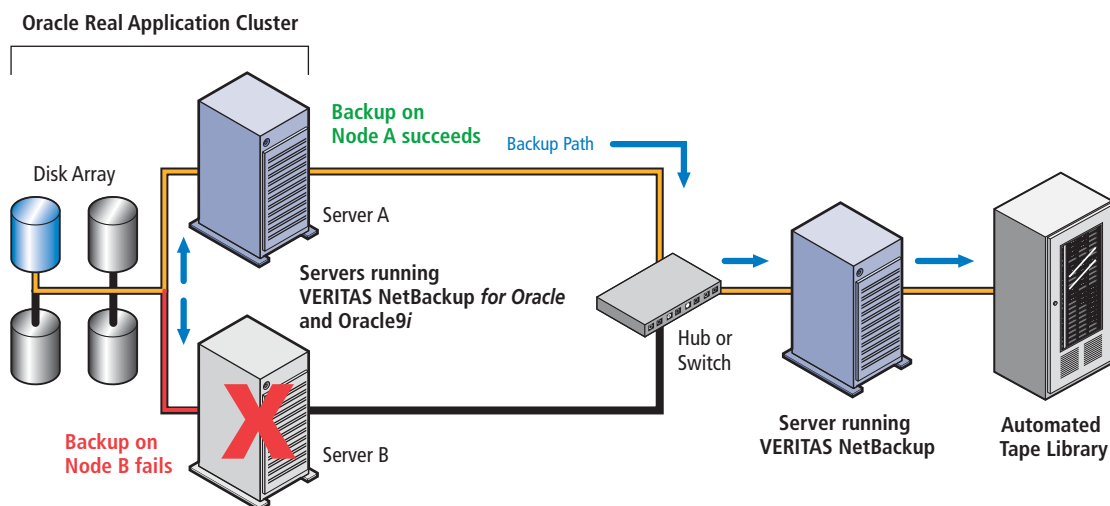 Oracle Real Application Cluster
Backup on
Node A succeeds
Backup Path
Disk Array
Server A
Servers running
VERITAS NetBackup for Oracle
and Oracle9i
Hub or
Switch
X
Backup on
Node B fails
Server B
Server running
VERITAS NetBackup
Automated
Tape Library